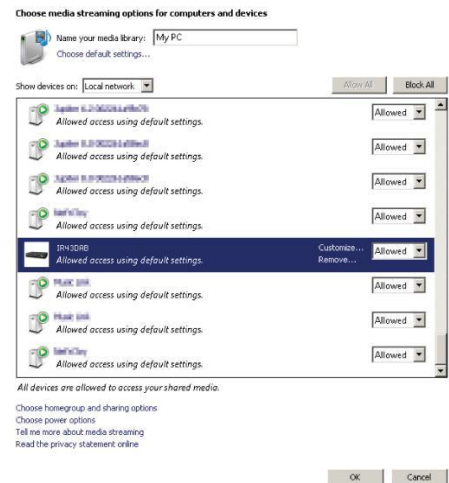 Choose media streaming options for computers and devices
Name your media library: My PC
Choose default settings...
Show devices on: Local network
Allow All
Block All
Allowed
Allowed access using default settings.
Allowed
Allowed access using default settings.
Allowed
Allowed access using default settings.
Allowed
Allowed access using default settings.
IR43DAB Customize... Allowed
Allowed access using default settings. Remove...
Allowed
Allowed access using default settings.
Allowed
Allowed access using default settings.
Allowed
Allowed access using default settings.
All devices are allowed to access your shared media.
Choose homegroup and sharing options
Choose power options
Tell me more about media streaming
Read the privacy statement online
OK Cancel